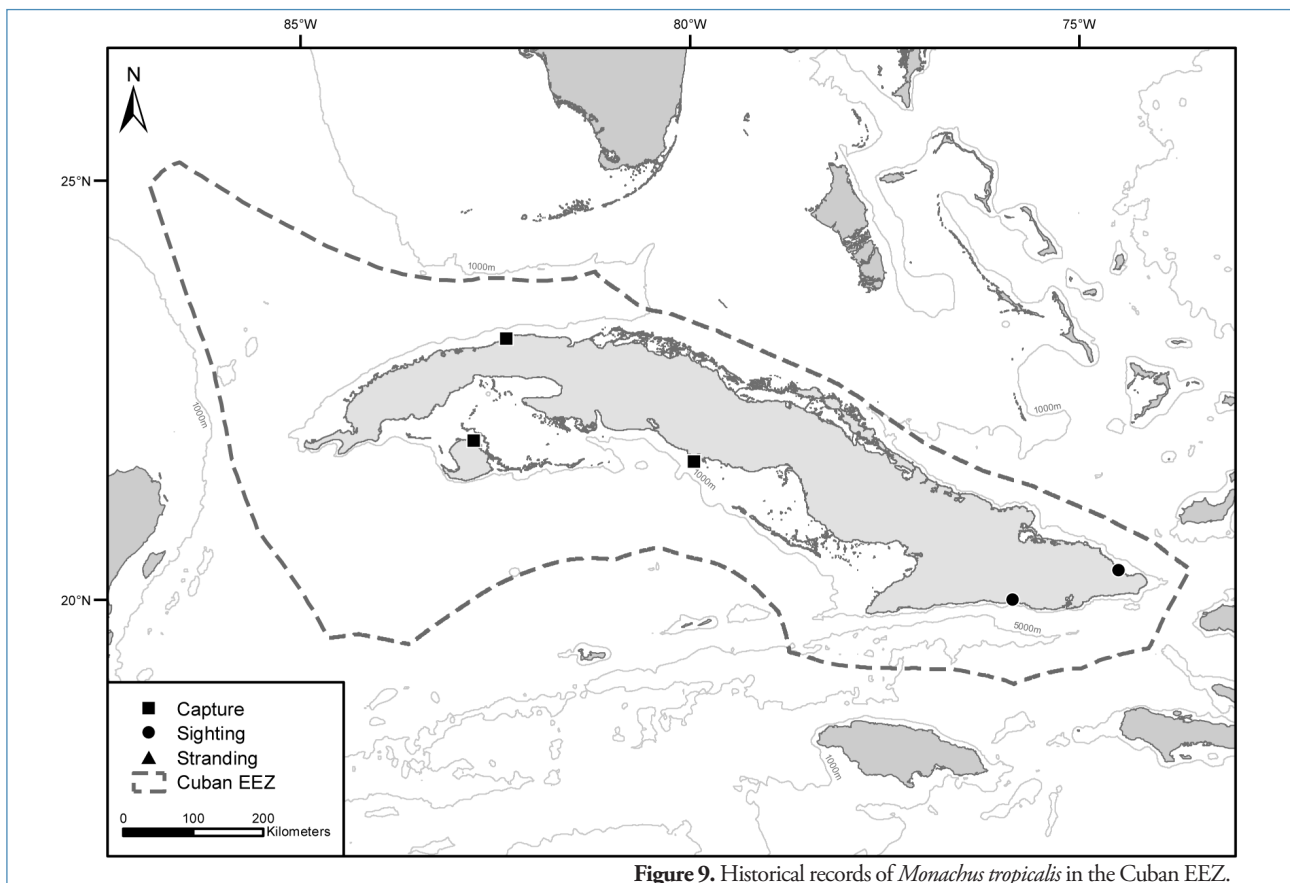 85°W 80°W 75°W
N
25°N
1000m
1000m
1000m
1000m
20°N
5000m
1000m
Capture
Sighting
Stranding
Cuban EEZ
0 100 200
Kilometers
Figure 9. Historical records of Monachus tropicalis in the Cuban EEZ.